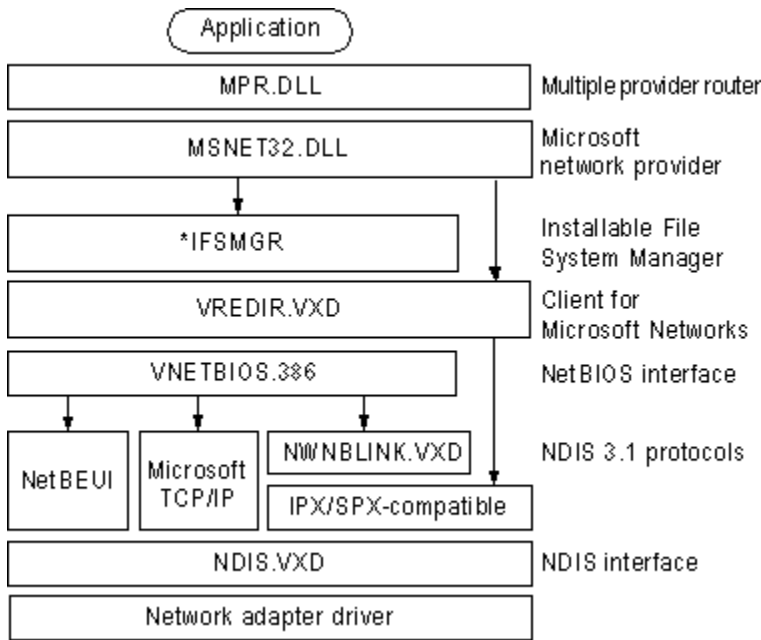 Application
MPR.DLL
Multiple provider router
MSNET32.DLL
Microsoft
network provider
*IFSMGR
Installable File
System Manager
VREDIR.VXD
Client for
Microsoft Networks
VNETBIOS.386
NetBIOS interface
NetBEUI
Microsoft
TCP/IP
NWNBLINK.VXD
NDIS 3.1 protocols
IPX/SPX-compatible
NDIS.VXD
NDIS interface
Network adapter driver